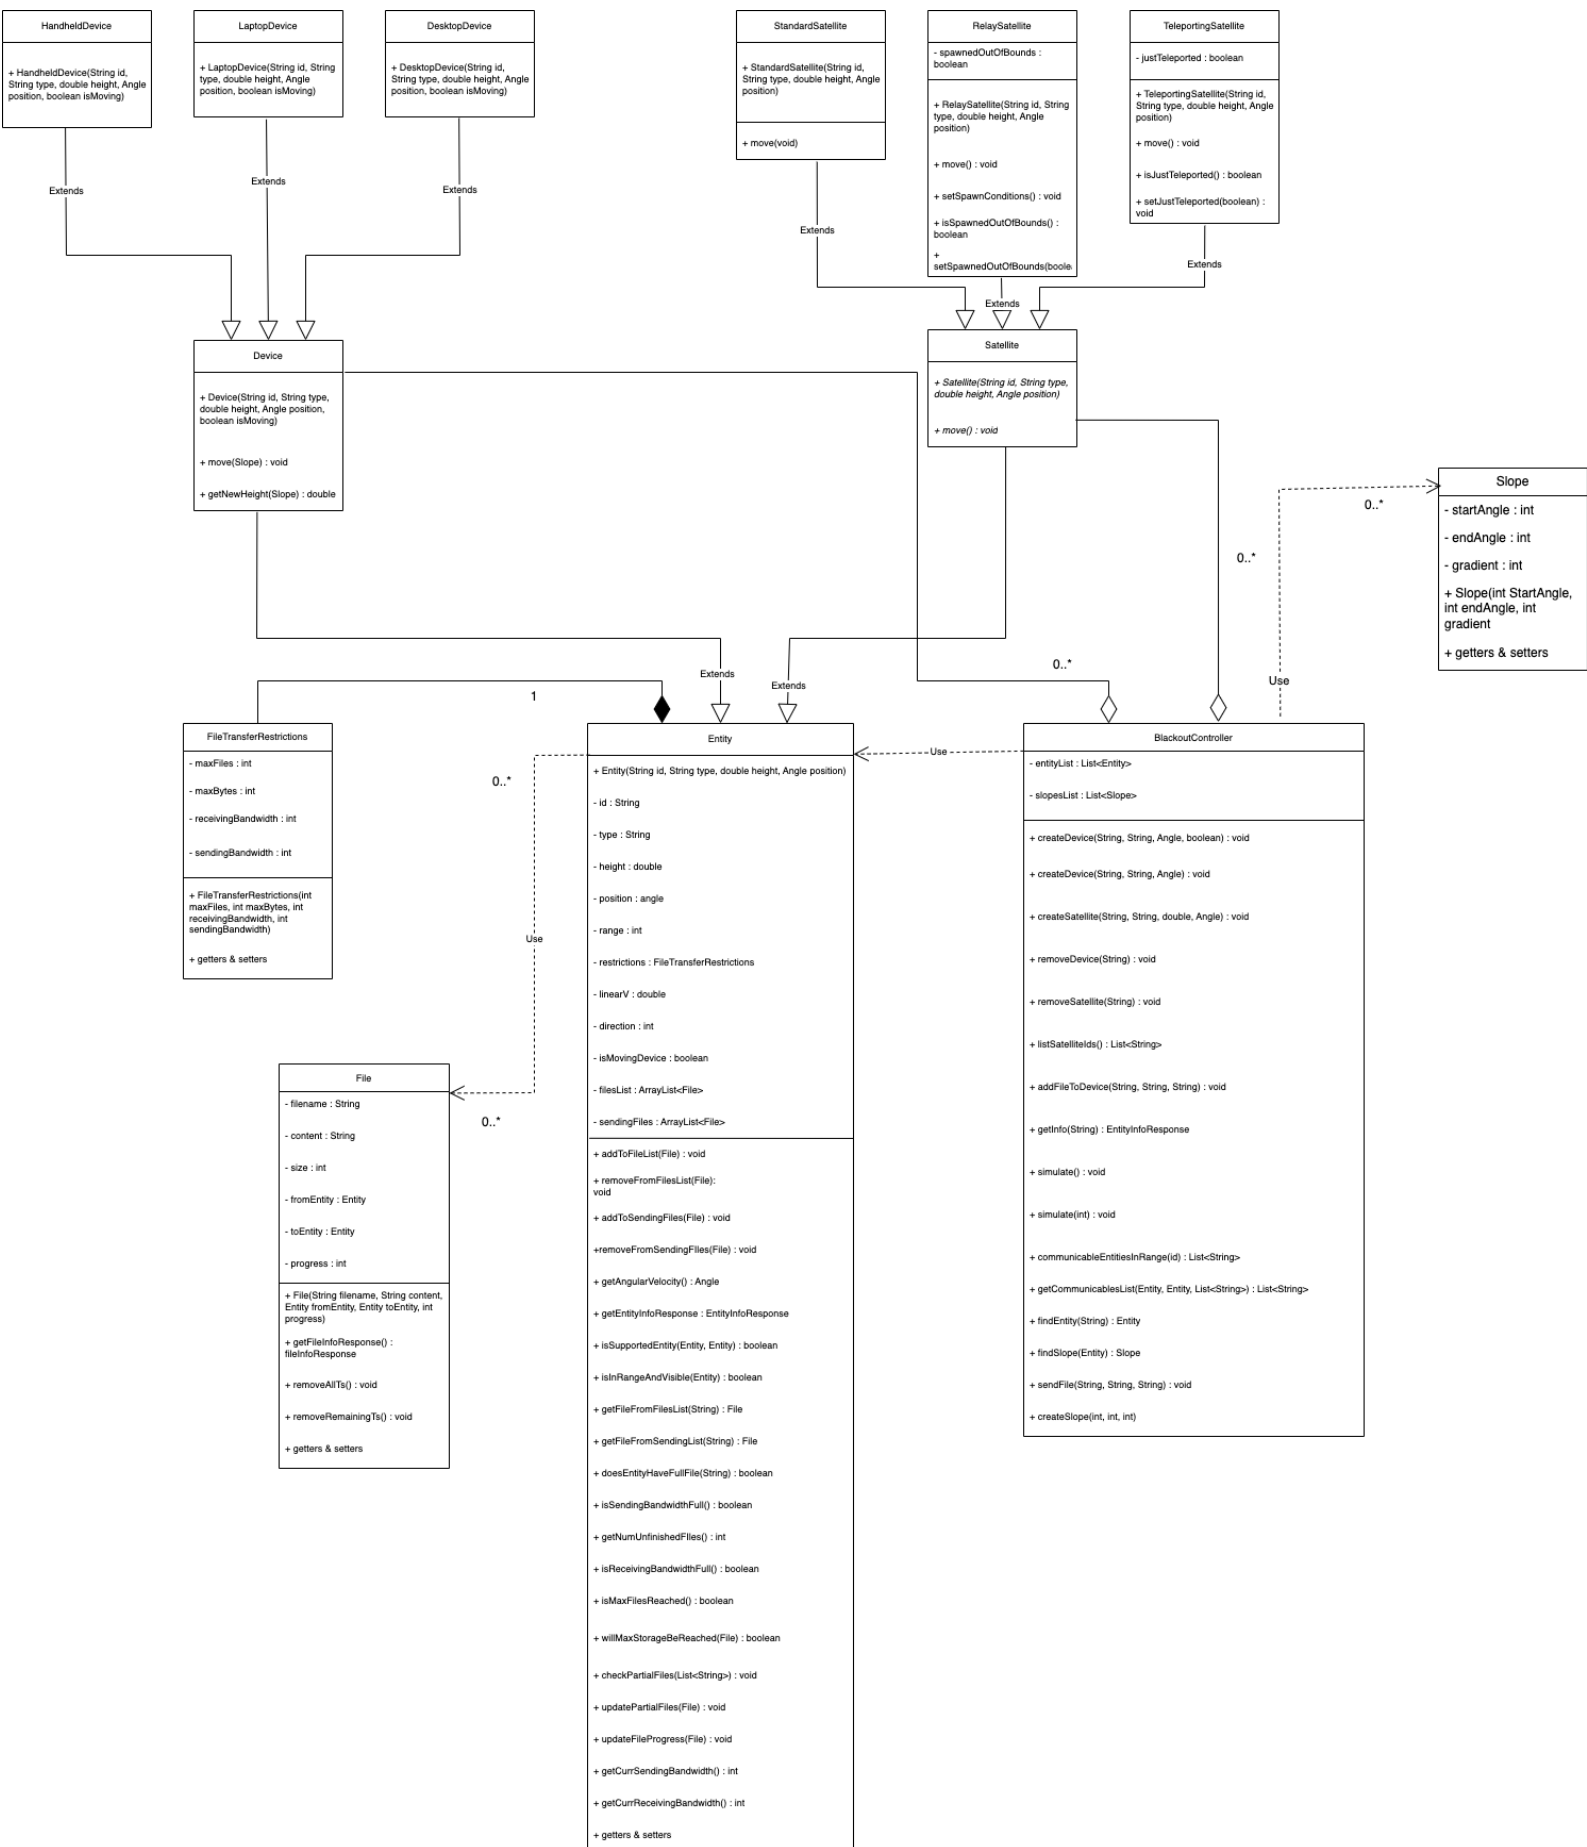 HandheldDevice
+ HandheldDevice(String id,
String type, double height, Angle
position, boolean isMoving)
LaptopDevice
+ LaptopDevice(String id, String
type, double height, Angle
position, boolean isMoving)
DesktopDevice
+ DesktopDevice(String id,
String type, double height, Angle
position, boolean isMoving)
StandardSatellite
+ StandardSatellite(String id,
String type, double height, Angle
position)
+ move(void)
RelaySatellite
- spawnedOutOfBounds :
boolean
+ RelaySatellite(String id, String
type, double height, Angle
position)
+ move() : void
+ setSpawnConditions() : void
+ isSpawnedOutOfBounds() :
boolean
+
setSpawnedOutOfBounds(boole
TeleportingSatellite
- justTeleported : boolean
+ TeleportingSatellite(String id,
String type, double height, Angle
position)
+ move() : void
+ isJustTeleported() : boolean
+ setJustTeleported(boolean) :
void
Extends
Extends
Extends
Extends
Extends
Extends
Device
+ Device(String id, String type,
double height, Angle position,
boolean isMoving)
+ move(Slope) : void
+ getNewHeight(Slope) : double
Satellite
+ Satellite(String id, String type,
double height, Angle position)
+ move() : void
Slope
- startAngle : int
- endAngle : int
- gradient : int
+ Slope(int StartAngle,
int endAngle, int
gradient
+ getters & setters
0..*
0..*
0..*
Use
Extends
Extends
1
FileTransferRestrictions
- maxFiles : int
- maxBytes : int
- receivingBandwidth : int
- sendingBandwidth : int
+ FileTransferRestrictions(int
maxFiles, int maxBytes, int
receivingBandwidth, int
sendingBandwidth)
+ getters & setters
0..*
Use
0..*
File
- filename : String
- content : String
- size : int
- fromEntity : Entity
- toEntity : Entity
- progress : int
+ File(String filename, String content,
Entity fromEntity, Entity toEntity, int
progress)
+ getFileInfoResponse() :
fileInfoResponse
+ removeAllTs() : void
+ removeRemainingTs() : void
+ getters & setters
Entity
+ Entity(String id, String type, double height, Angle position)
- id : String
- type : String
- height : double
- position : angle
- range : int
- restrictions : FileTransferRestrictions
- linearV : double
- direction : int
- isMovingDevice : boolean
- filesList : ArrayList<File>
- sendingFiles : ArrayList<File>
+ addToFileList(File) : void
+ removeFromFilesList(File):
void
+ addToSendingFiles(File) : void
+removeFromSendingFIles(File) : void
+ getAngularVelocity() : Angle
+ getEntityInfoResponse : EntityInfoResponse
+ isSupportedEntity(Entity, Entity) : boolean
+ isInRangeAndVisible(Entity) : boolean
+ getFileFromFilesList(String) : File
+ getFileFromSendingList(String) : File
+ doesEntityHaveFullFile(String) : boolean
+ isSendingBandwidthFull() : boolean
+ getNumUnfinishedFIles() : int
+ isReceivingBandwidthFull() : boolean
+ isMaxFilesReached() : boolean
+ willMaxStorageBeReached(File) : boolean
+ checkPartialFiles(List<String>) : void
+ updatePartialFiles(File) : void
+ updateFileProgress(File) : void
+ getCurrSendingBandwidth() : int
+ getCurrReceivingBandwidth() : int
+ getters & setters
Use
BlackoutController
- entityList : List<Entity>
- slopesList : List<Slope>
+ createDevice(String, String, Angle, boolean) : void
+ createDevice(String, String, Angle) : void
+ createSatellite(String, String, double, Angle) : void
+ removeDevice(String) : void
+ removeSatellite(String) : void
+ listSatelliteIds() : List<String>
+ addFileToDevice(String, String, String) : void
+ getInfo(String) : EntityInfoResponse
+ simulate() : void
+ simulate(int) : void
+ communicableEntitiesInRange(id) : List<String>
+ getCommunicablesList(Entity, Entity, List<String>) : List<String>
+ findEntity(String) : Entity
+ findSlope(Entity) : Slope
+ sendFile(String, String, String) : void
+ createSlope(int, int, int)